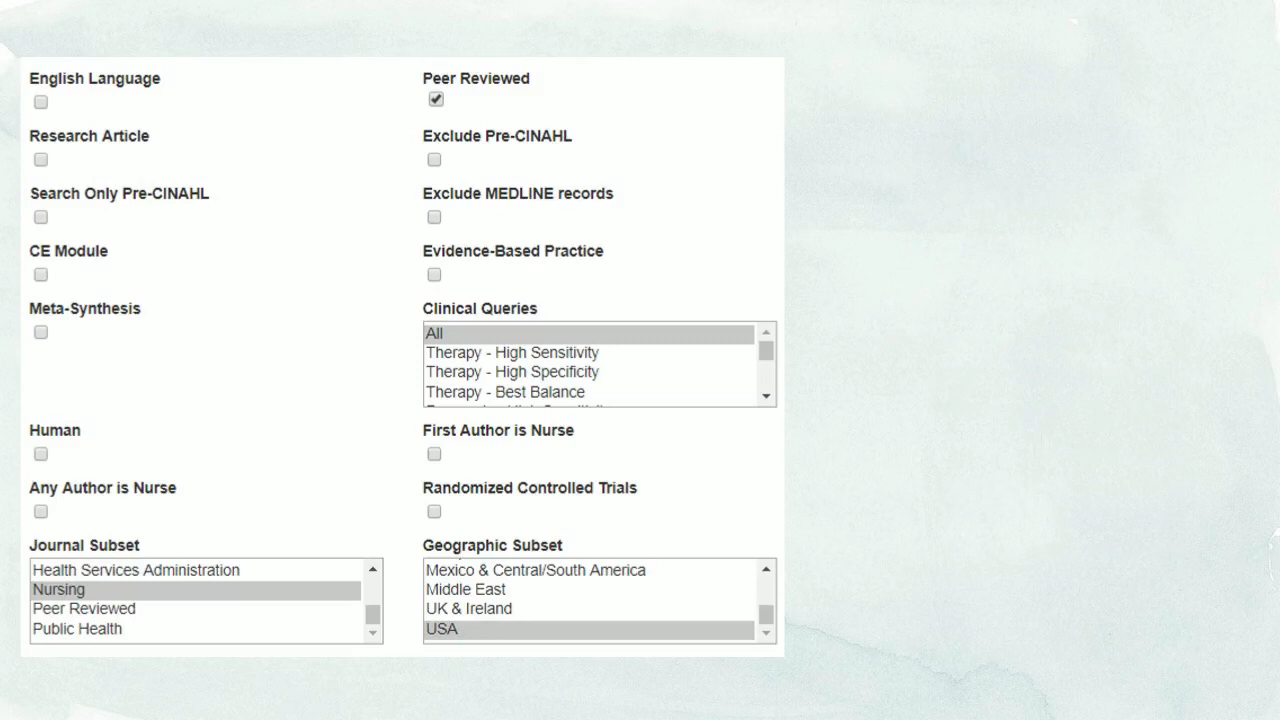 English Language
Peer Reviewed
Research Article
Exclude Pre-CINAHL
Search Only Pre-CINAHL
Exclude MEDLINE records
CE Module
Evidence-Based Practice
Meta-Synthesis
Clinical Queries
All
Therapy - High Sensitivity
Therapy - High Specificity
Therapy - Best Balance
Human
First Author is Nurse
Any Author is Nurse
Randomized Controlled Trials
Journal Subset
Health Services Administration
Nursing
Peer Reviewed
Public Health
Geographic Subset
Mexico & Central/South America
Middle East
UK & Ireland
USA